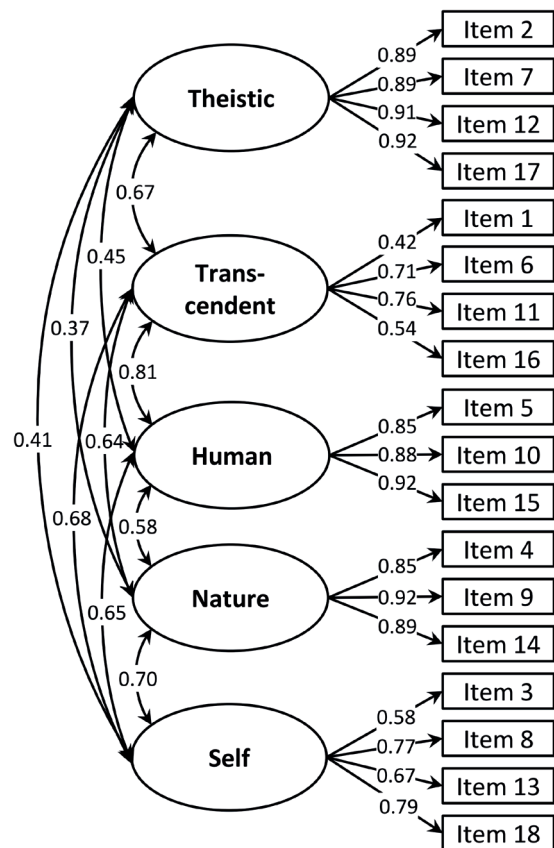 Item 2
0.89
Item 7
0.89
Theistic
0.91
Item 12
0.92
Item 17
0.67
Item 1
0.42
0.45
Item 6
0.71
Trans-
cendent
0.76
Item 11
0.54
0.37
Item 16
0.81
Item 5
0.85
0.41
0.64
Human
0.88
Item 10
0.92
Item 15
0.68
0.58
Item 4
0.85
Nature
0.92
Item 9
0.65
0.89
Item 14
0.70
Item 3
0.58
Item 8
0.77
Self
0.67
Item 13
0.79
Item 18